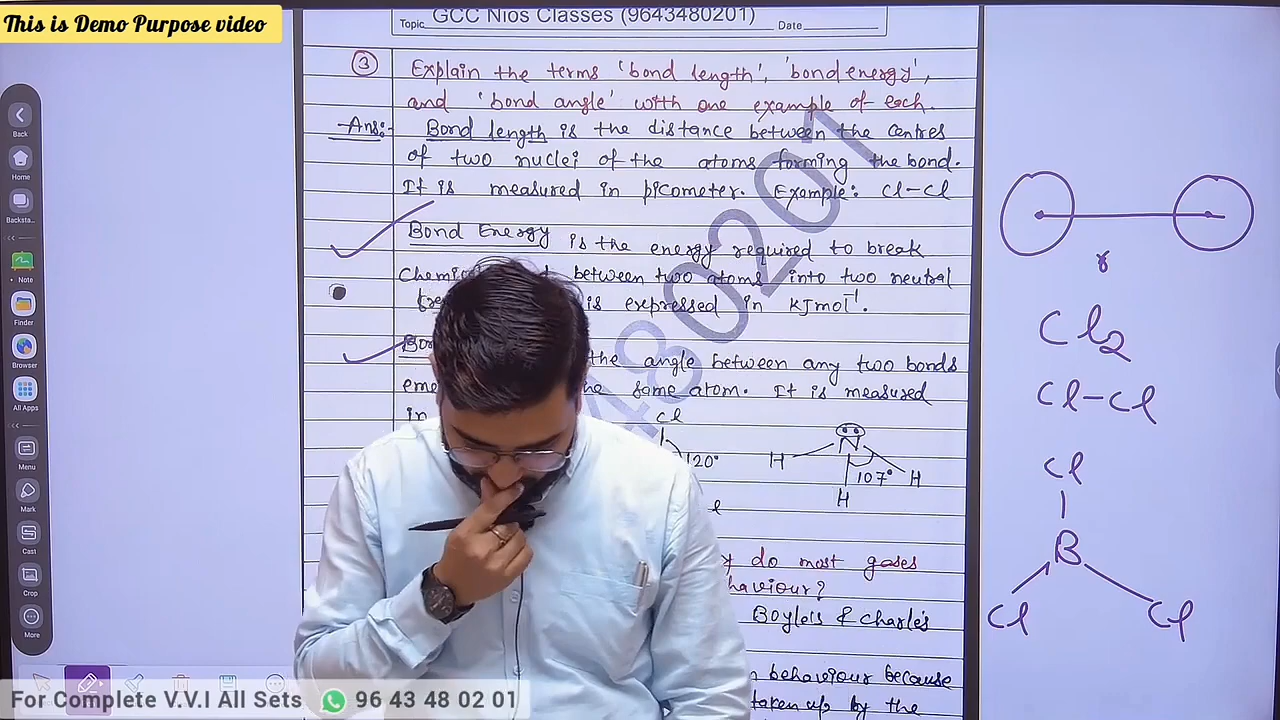 This is Demo Purpose video
GCC Nios Classes (9643480201)
Topic Date
③ Explain the terms 'bond length', 'bond energy',
and 'bond angle' with one example of each.
Ans:- Bond length is the distance between the centres
of two nuclei of the atoms forming the bond.
It is measured in picometer. Example: Cl-Cl
Bond Energy is the energy required to break
between two atoms into two neutral
is expressed in KJmol⁻¹.
the angle between any two bonds
the same atom. It is measured
in
Cl
120°
N
H
H
107°
H
do most gases
haviour?
Boyle's & charle's
behaviour because
taken up by the
480201
r
Cl2
Cl-Cl
Cl
B
Cl Cl
Back
Home
Backsta...
Note
Finder
Browser
All Apps
Menu
Mark
Cast
Crop
More
For Complete V.V.I All Sets 96 43 48 02 01